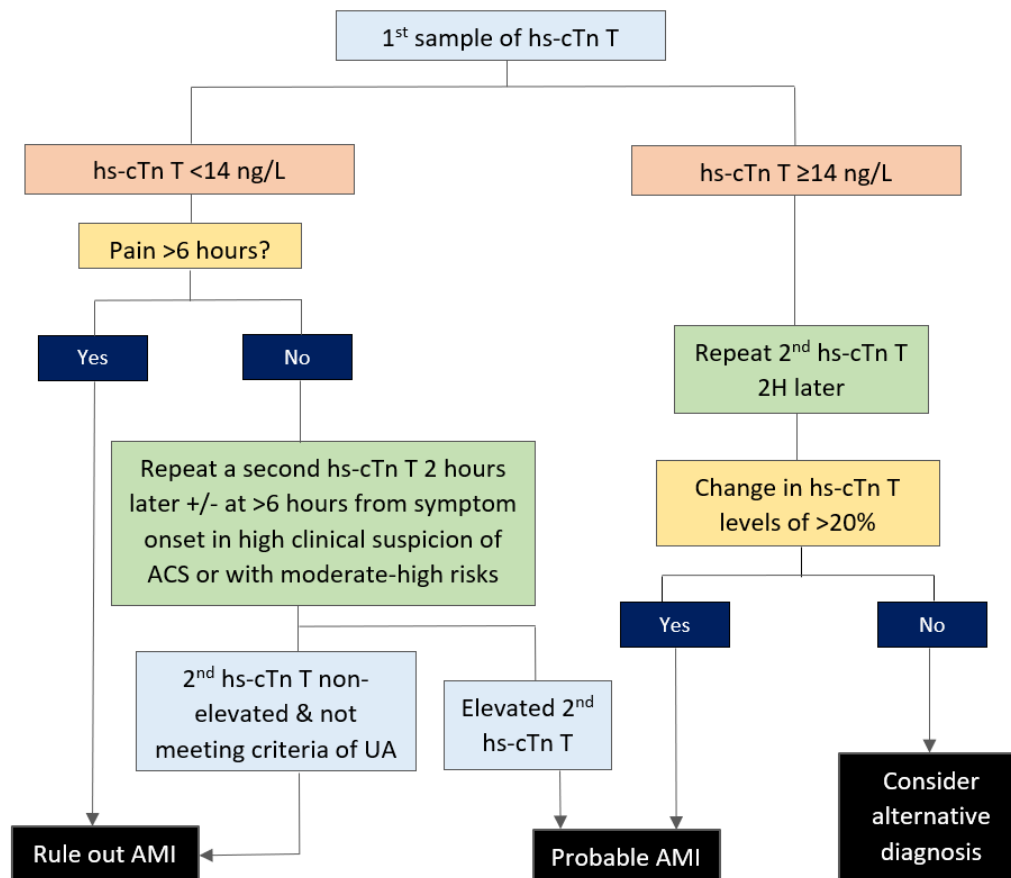 1st sample of hs-cTn T
hs-cTn T <14 ng/L
hs-cTn T ≥14 ng/L
Pain >6 hours?
Yes
No
Repeat 2nd hs-cTn T
2H later
Repeat a second hs-cTn T 2 hours
later +/- at >6 hours from symptom
onset in high clinical suspicion of
ACS or with moderate-high risks
Change in hs-cTn T
levels of >20%
Yes
No
2nd hs-cTn T non-
elevated & not
meeting criteria of UA
Elevated 2nd
hs-cTn T
Rule out AMI
Probable AMI
Consider
alternative
diagnosis